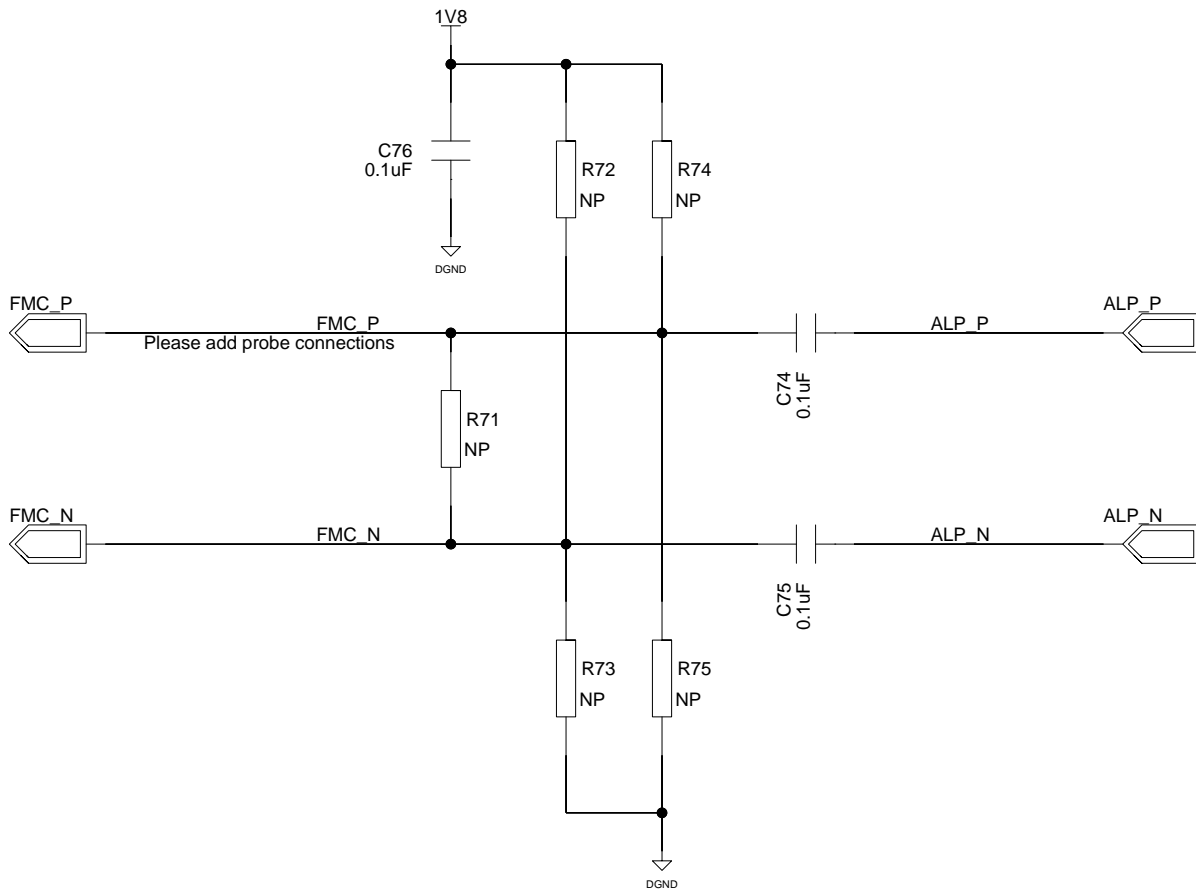 1V8
C76
0.1uF
R72
NP
R74
NP
DGND
FMC_P
FMC_P
Please add probe connections
ALP_P
ALP_P
C74
0.1uF
R71
NP
FMC_N
FMC_N
ALP_N
ALP_N
C75
0.1uF
R73
NP
R75
NP
DGND